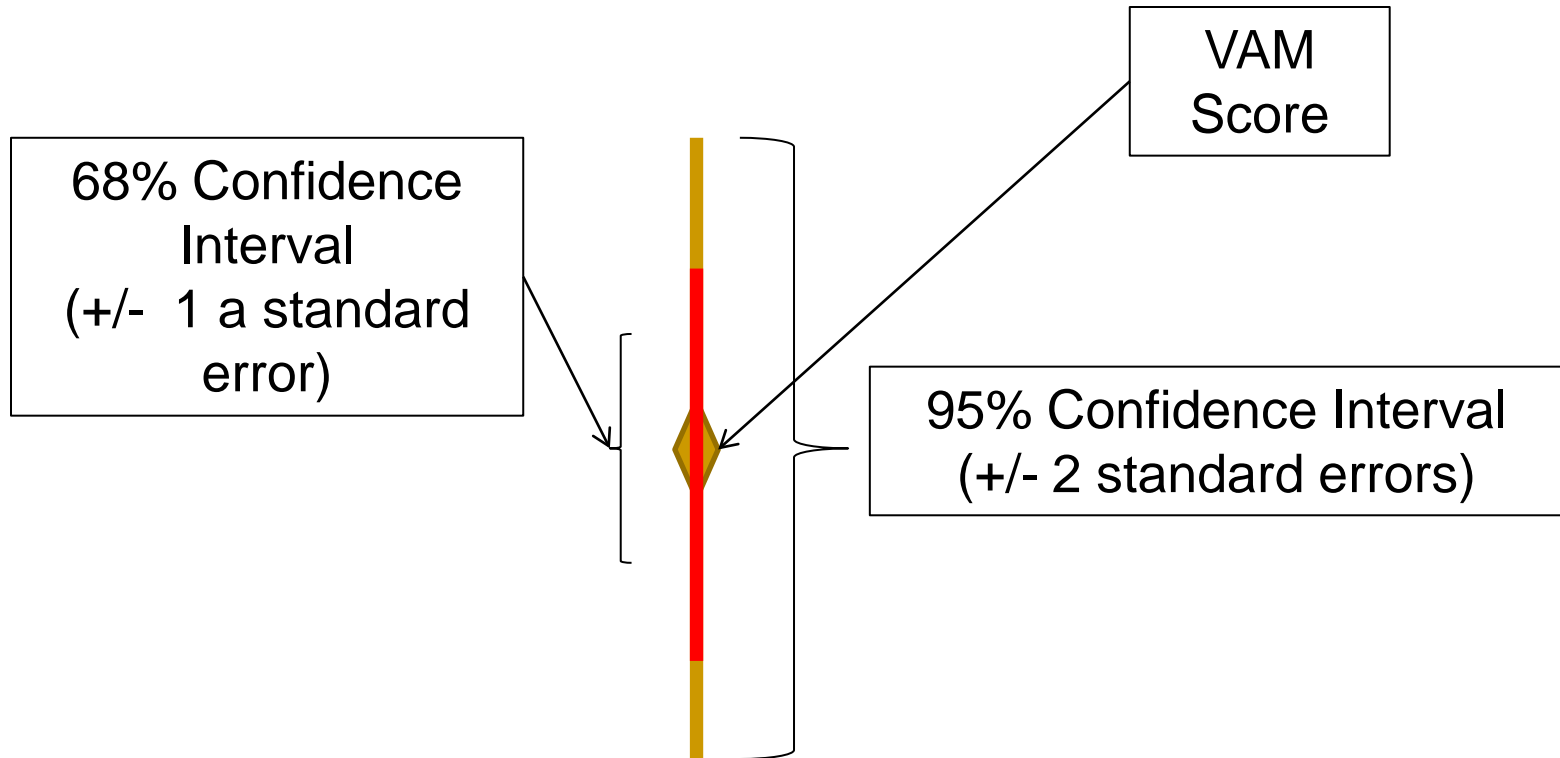 VAM
Score
68% Confidence
Interval
(+/-  1 a standard
error)
95% Confidence Interval
(+/- 2 standard errors)